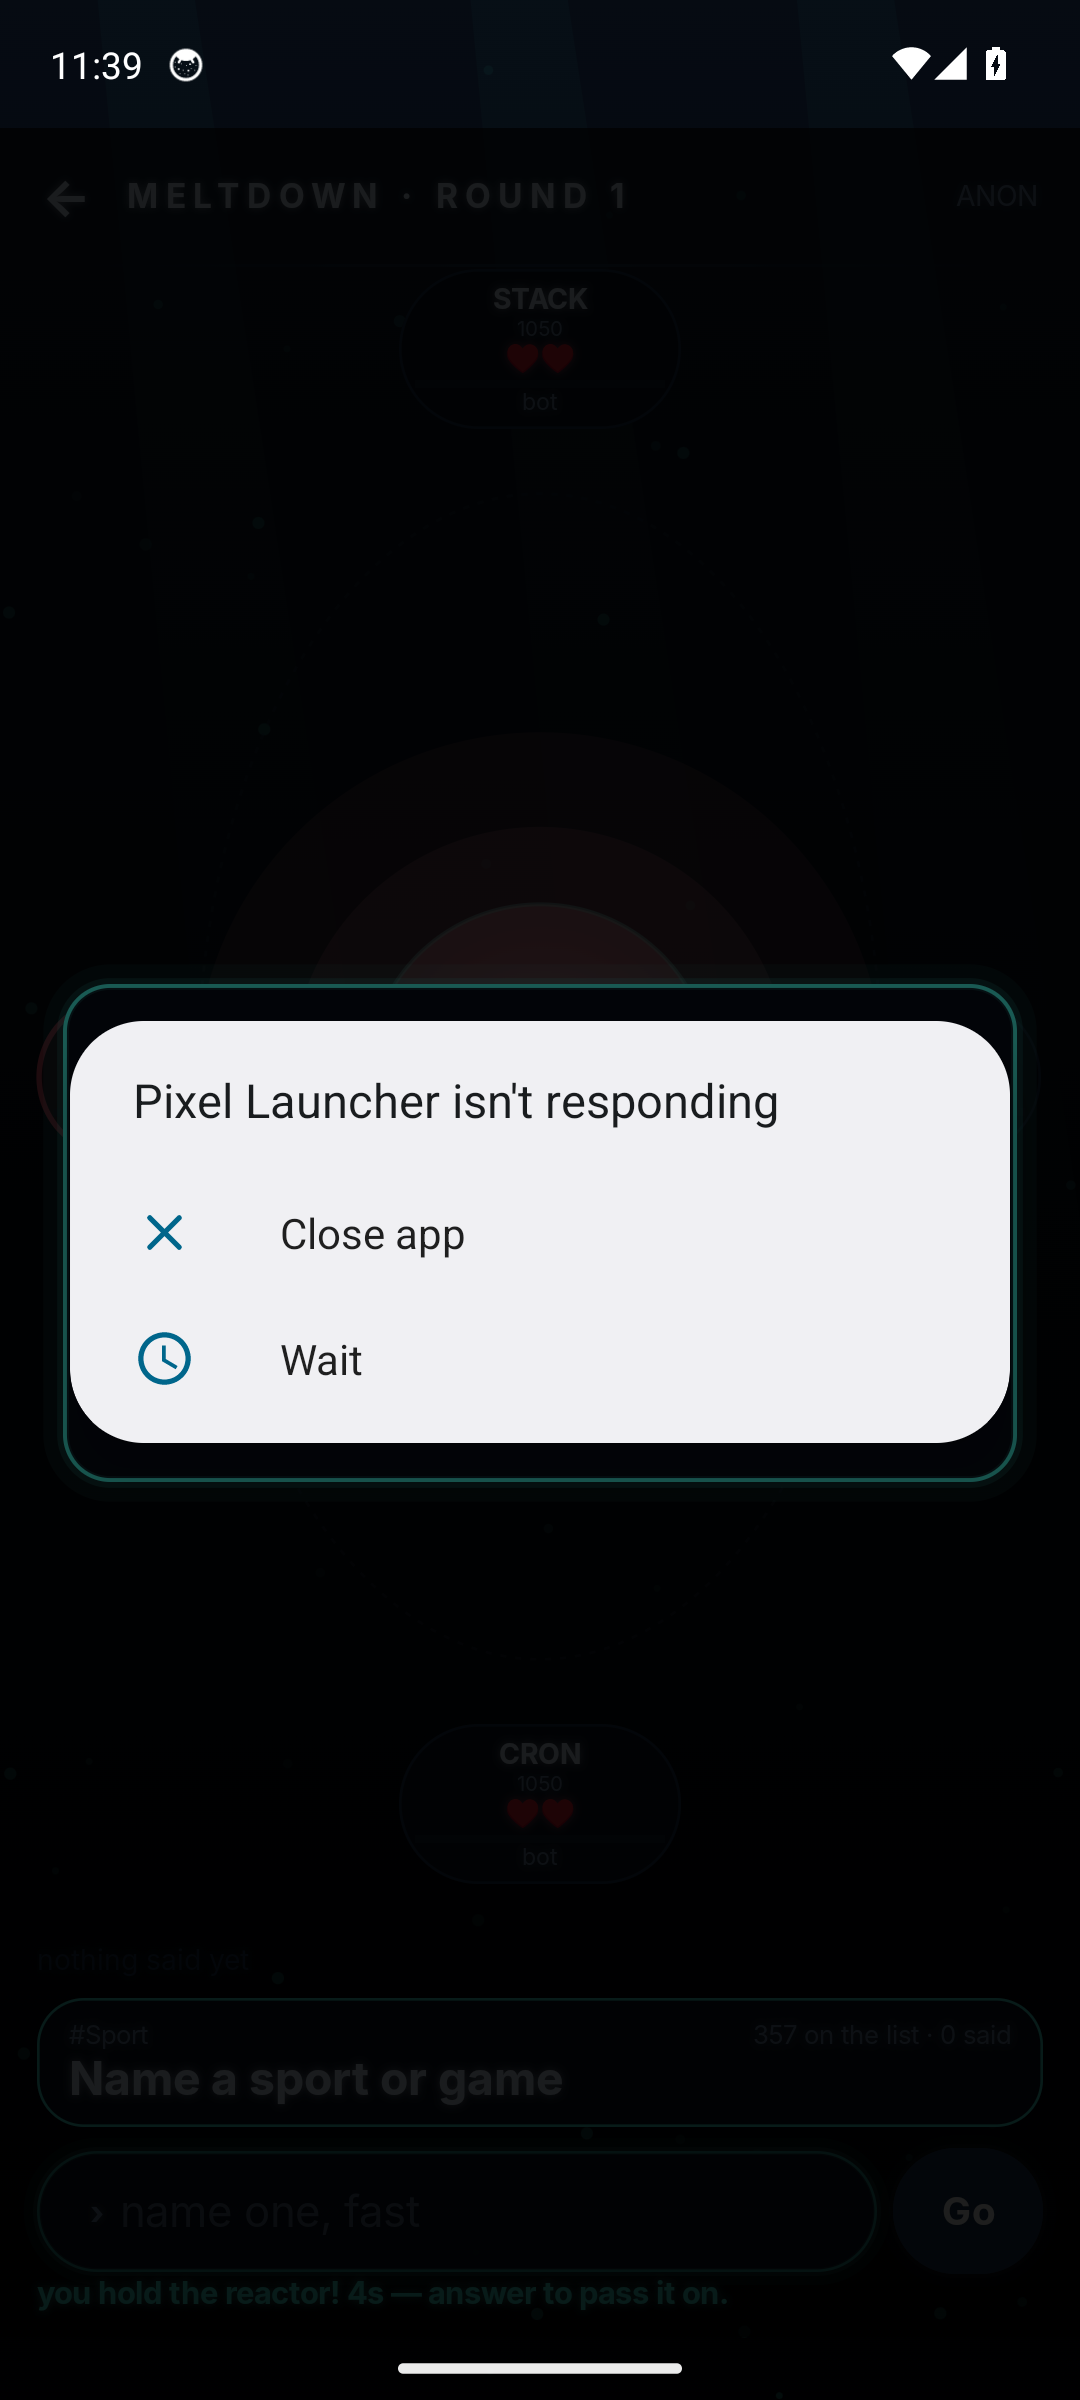 11:39
MELTDOWN · ROUND 1
ANON
STACK
1050
bot
Pixel Launcher isn't responding
Close app
Wait
CRON
1050
bot
nothing said yet
#Sport
357 on the list · 0 said
Name a sport or game
› name one, fast
Go
you hold the reactor! 4s — answer to pass it on.